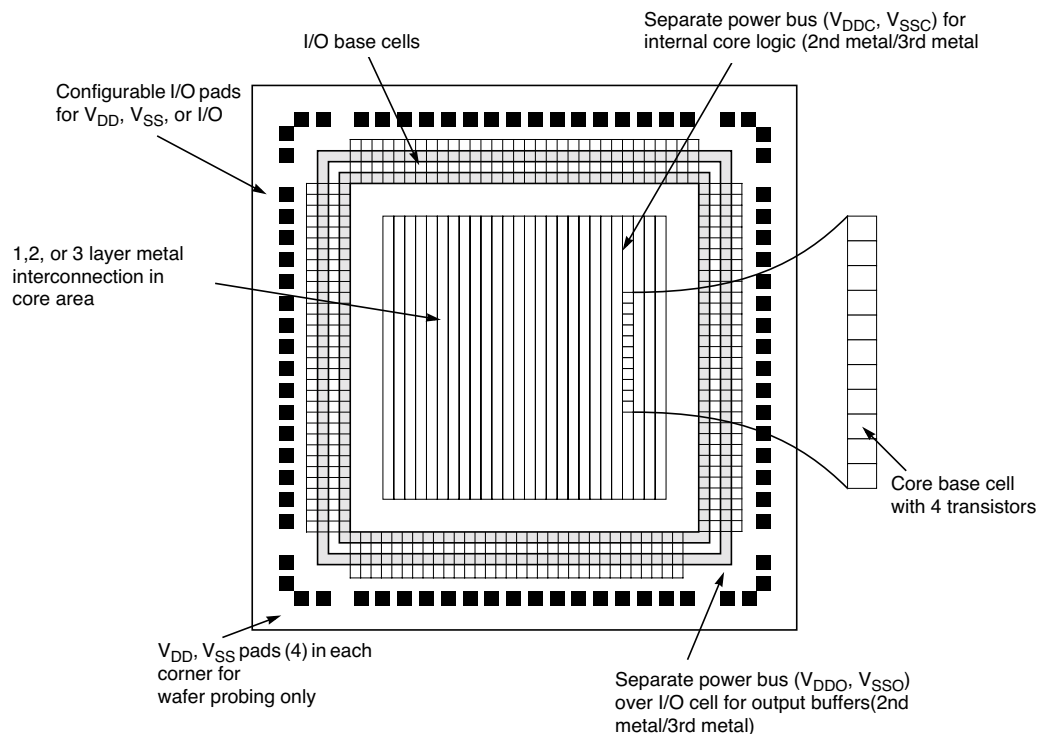 Separate power bus (VDDC, VSSC) for
internal core logic (2nd metal/3rd metal
I/O base cells
Configurable I/O pads
for VDD, VSS, or I/O
1,2, or 3 layer metal
interconnection in
core area
Core base cell
with 4 transistors
VDD, VSS pads (4) in each
corner for
wafer probing only
Separate power bus (VDDO, VSSO)
over I/O cell for output buffers(2nd
metal/3rd metal)